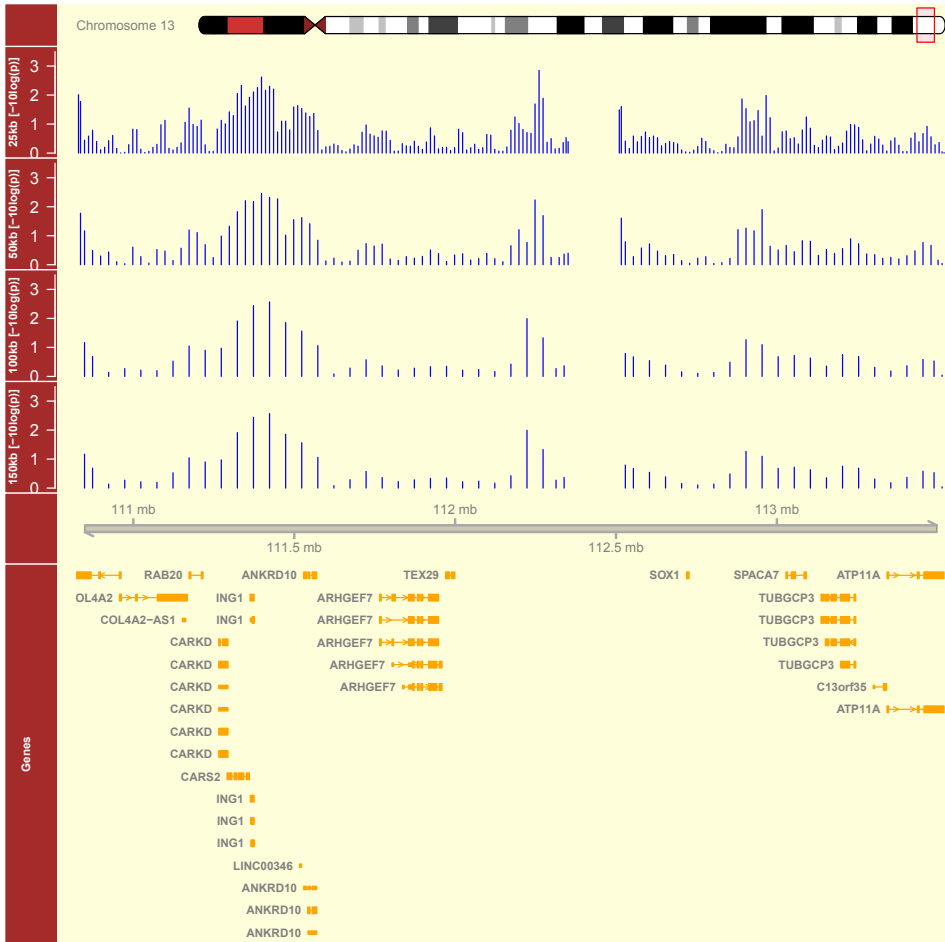 Chromosome 13
25kb [−10log(p)]
3
2
1
0
50kb [−10log(p)]
3
2
1
0
100kb [−10log(p)]
3
2
1
0
150kb [−10log(p)]
3
2
1
0
111 mb 112 mb 113 mb
111.5 mb 112.5 mb
Genes
RAB20 ANKRD10 TEX29 SOX1 SPACA7 ATP11A
OL4A2 ING1 ARHGEF7 TUBGCP3
COL4A2−AS1 ING1 ARHGEF7 TUBGCP3
CARKD ARHGEF7 TUBGCP3
CARKD ARHGEF7 TUBGCP3
CARKD ARHGEF7 C13orf35
CARKD ATP11A
CARKD
CARKD
CARS2
ING1
ING1
ING1
LINC00346
ANKRD10
ANKRD10
ANKRD10